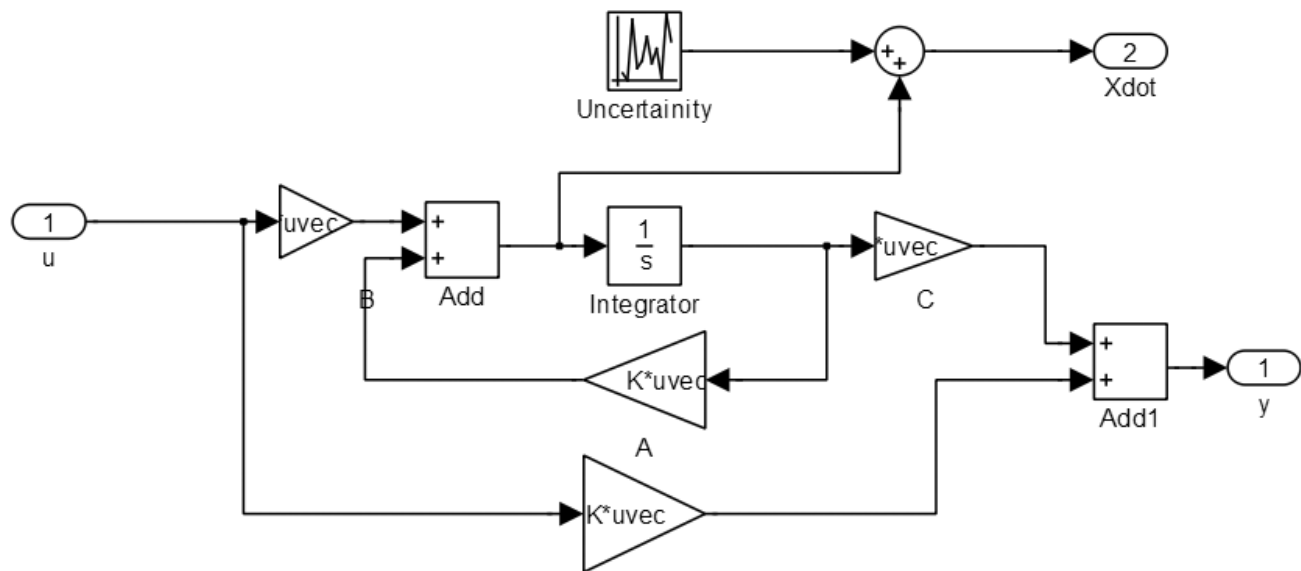 +
+
2
Xdot
Uncertainity
1
u
uvec
+
+
Add
B
1
s
Integrator
*uvec
C
K*uvec
A
+
+
Add1
1
y
K*uvec